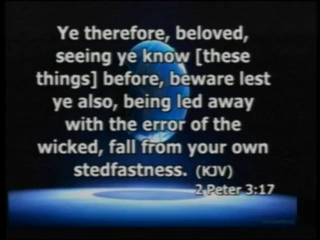 Ye therefore, beloved,
seeing ye know [these
things] before, beware lest
ye also, being led away
with the error of the
wicked, fall from your own
stedfastness. (KJV)
2 Peter 3:17